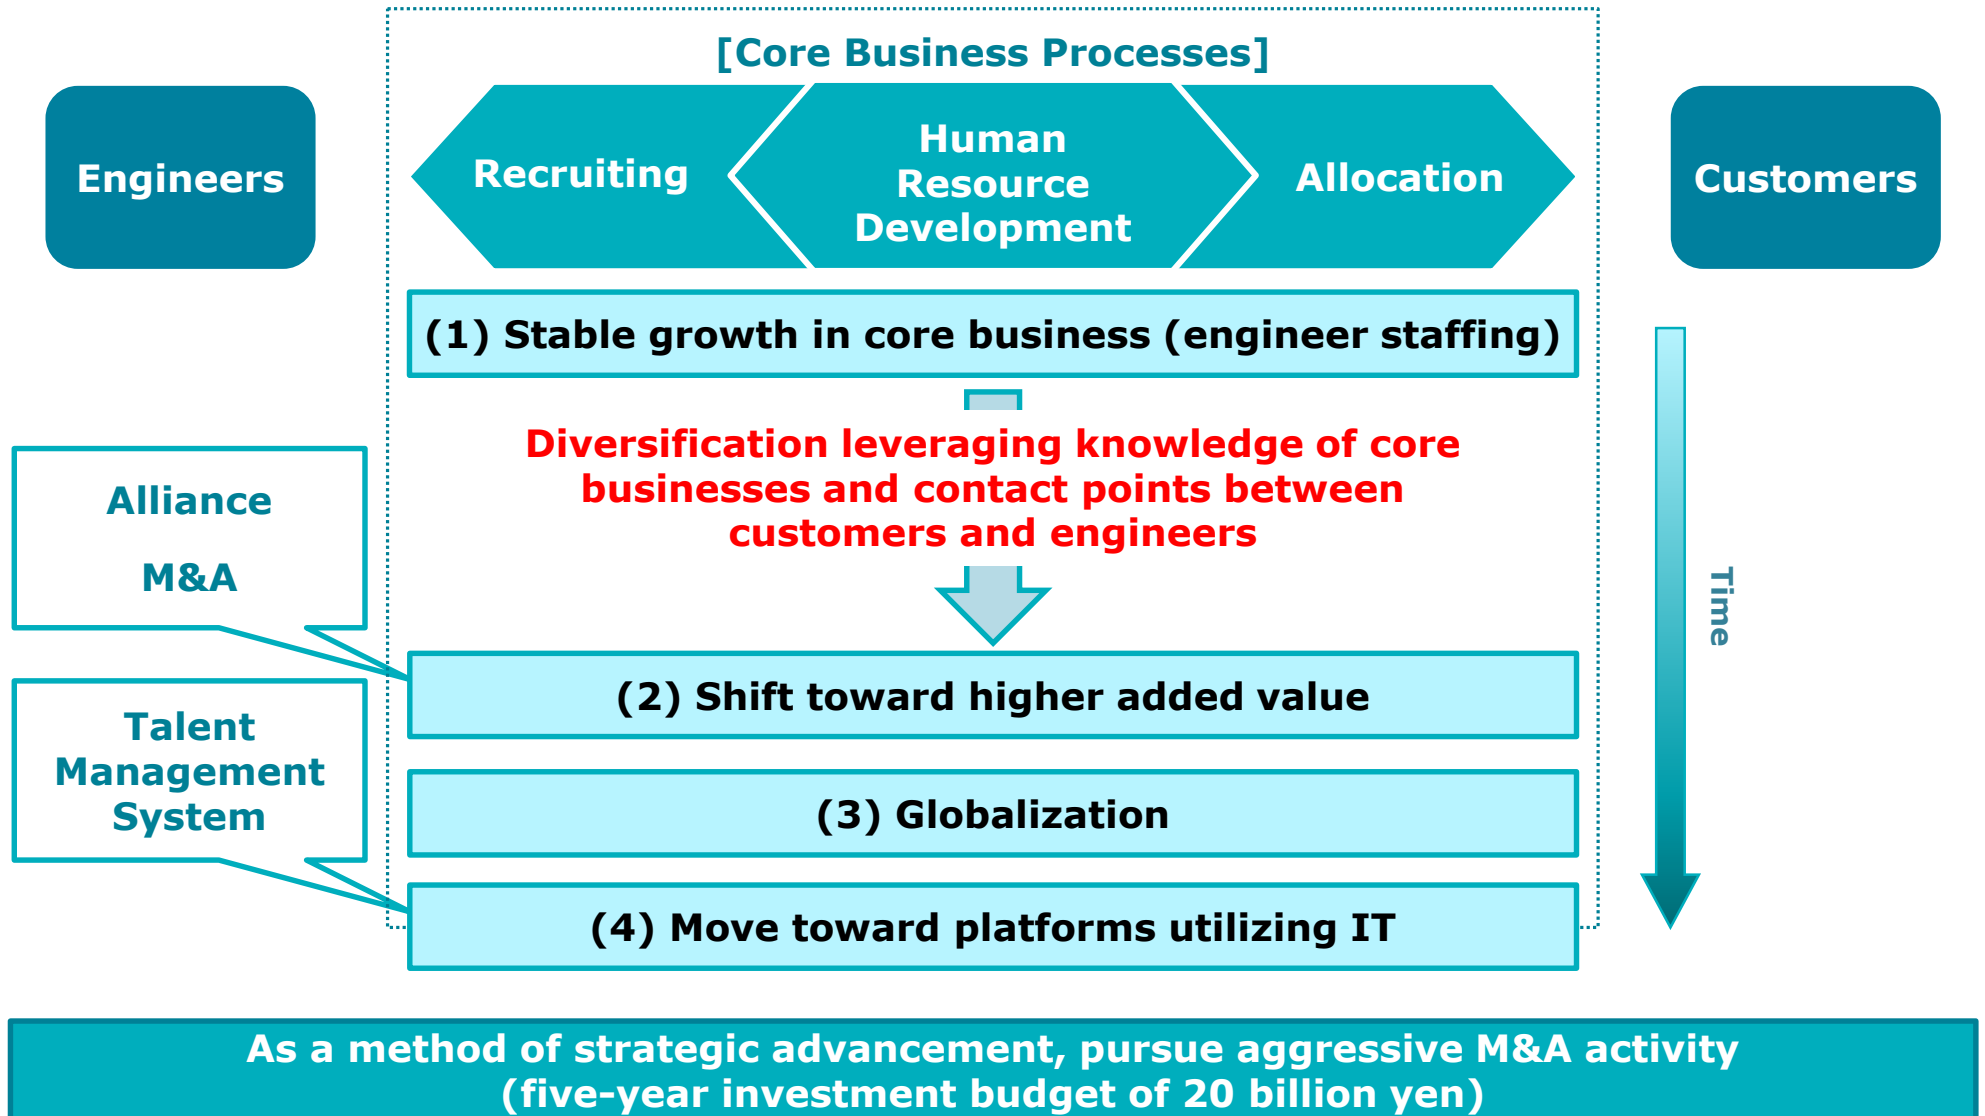 [Core Business Processes]
Engineers
Recruiting
Human
Resource
Development
Allocation
Customers
(1) Stable growth in core business (engineer staffing)
Diversification leveraging knowledge of core
businesses and contact points between
customers and engineers
Alliance
M&A
Time
(2) Shift toward higher added value
Talent
Management
System
(3) Globalization
(4) Move toward platforms utilizing IT
As a method of strategic advancement, pursue aggressive M&A activity
(five-year investment budget of 20 billion yen)